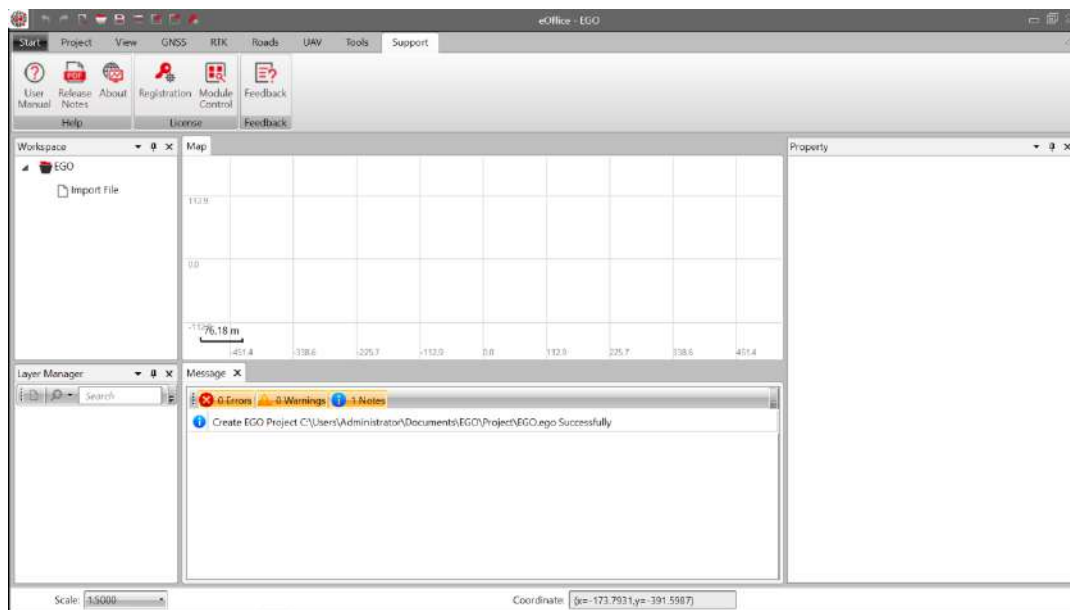 eOffice - EGO
Start Project View GNSS RTK Roads UAV Tools Support
User Manual Release Notes About Registration Module Control Feedback
Help License Feedback
Workspace Map Property
EGO
Import File
112.9
0.0
-112.9
76.18 m
-451.4 -338.6 -225.7 -112.9 0.0 112.9 225.7 338.6 451.4
Layer Manager Message
Search
0 Errors 0 Warnings 1 Notes
Create EGO Project C:\Users\Administrator\Documents\EGO\Project\EGO.ego Successfully
Scale: 1:5000 Coordinate: (x=-173.7931,y=-391.5987)